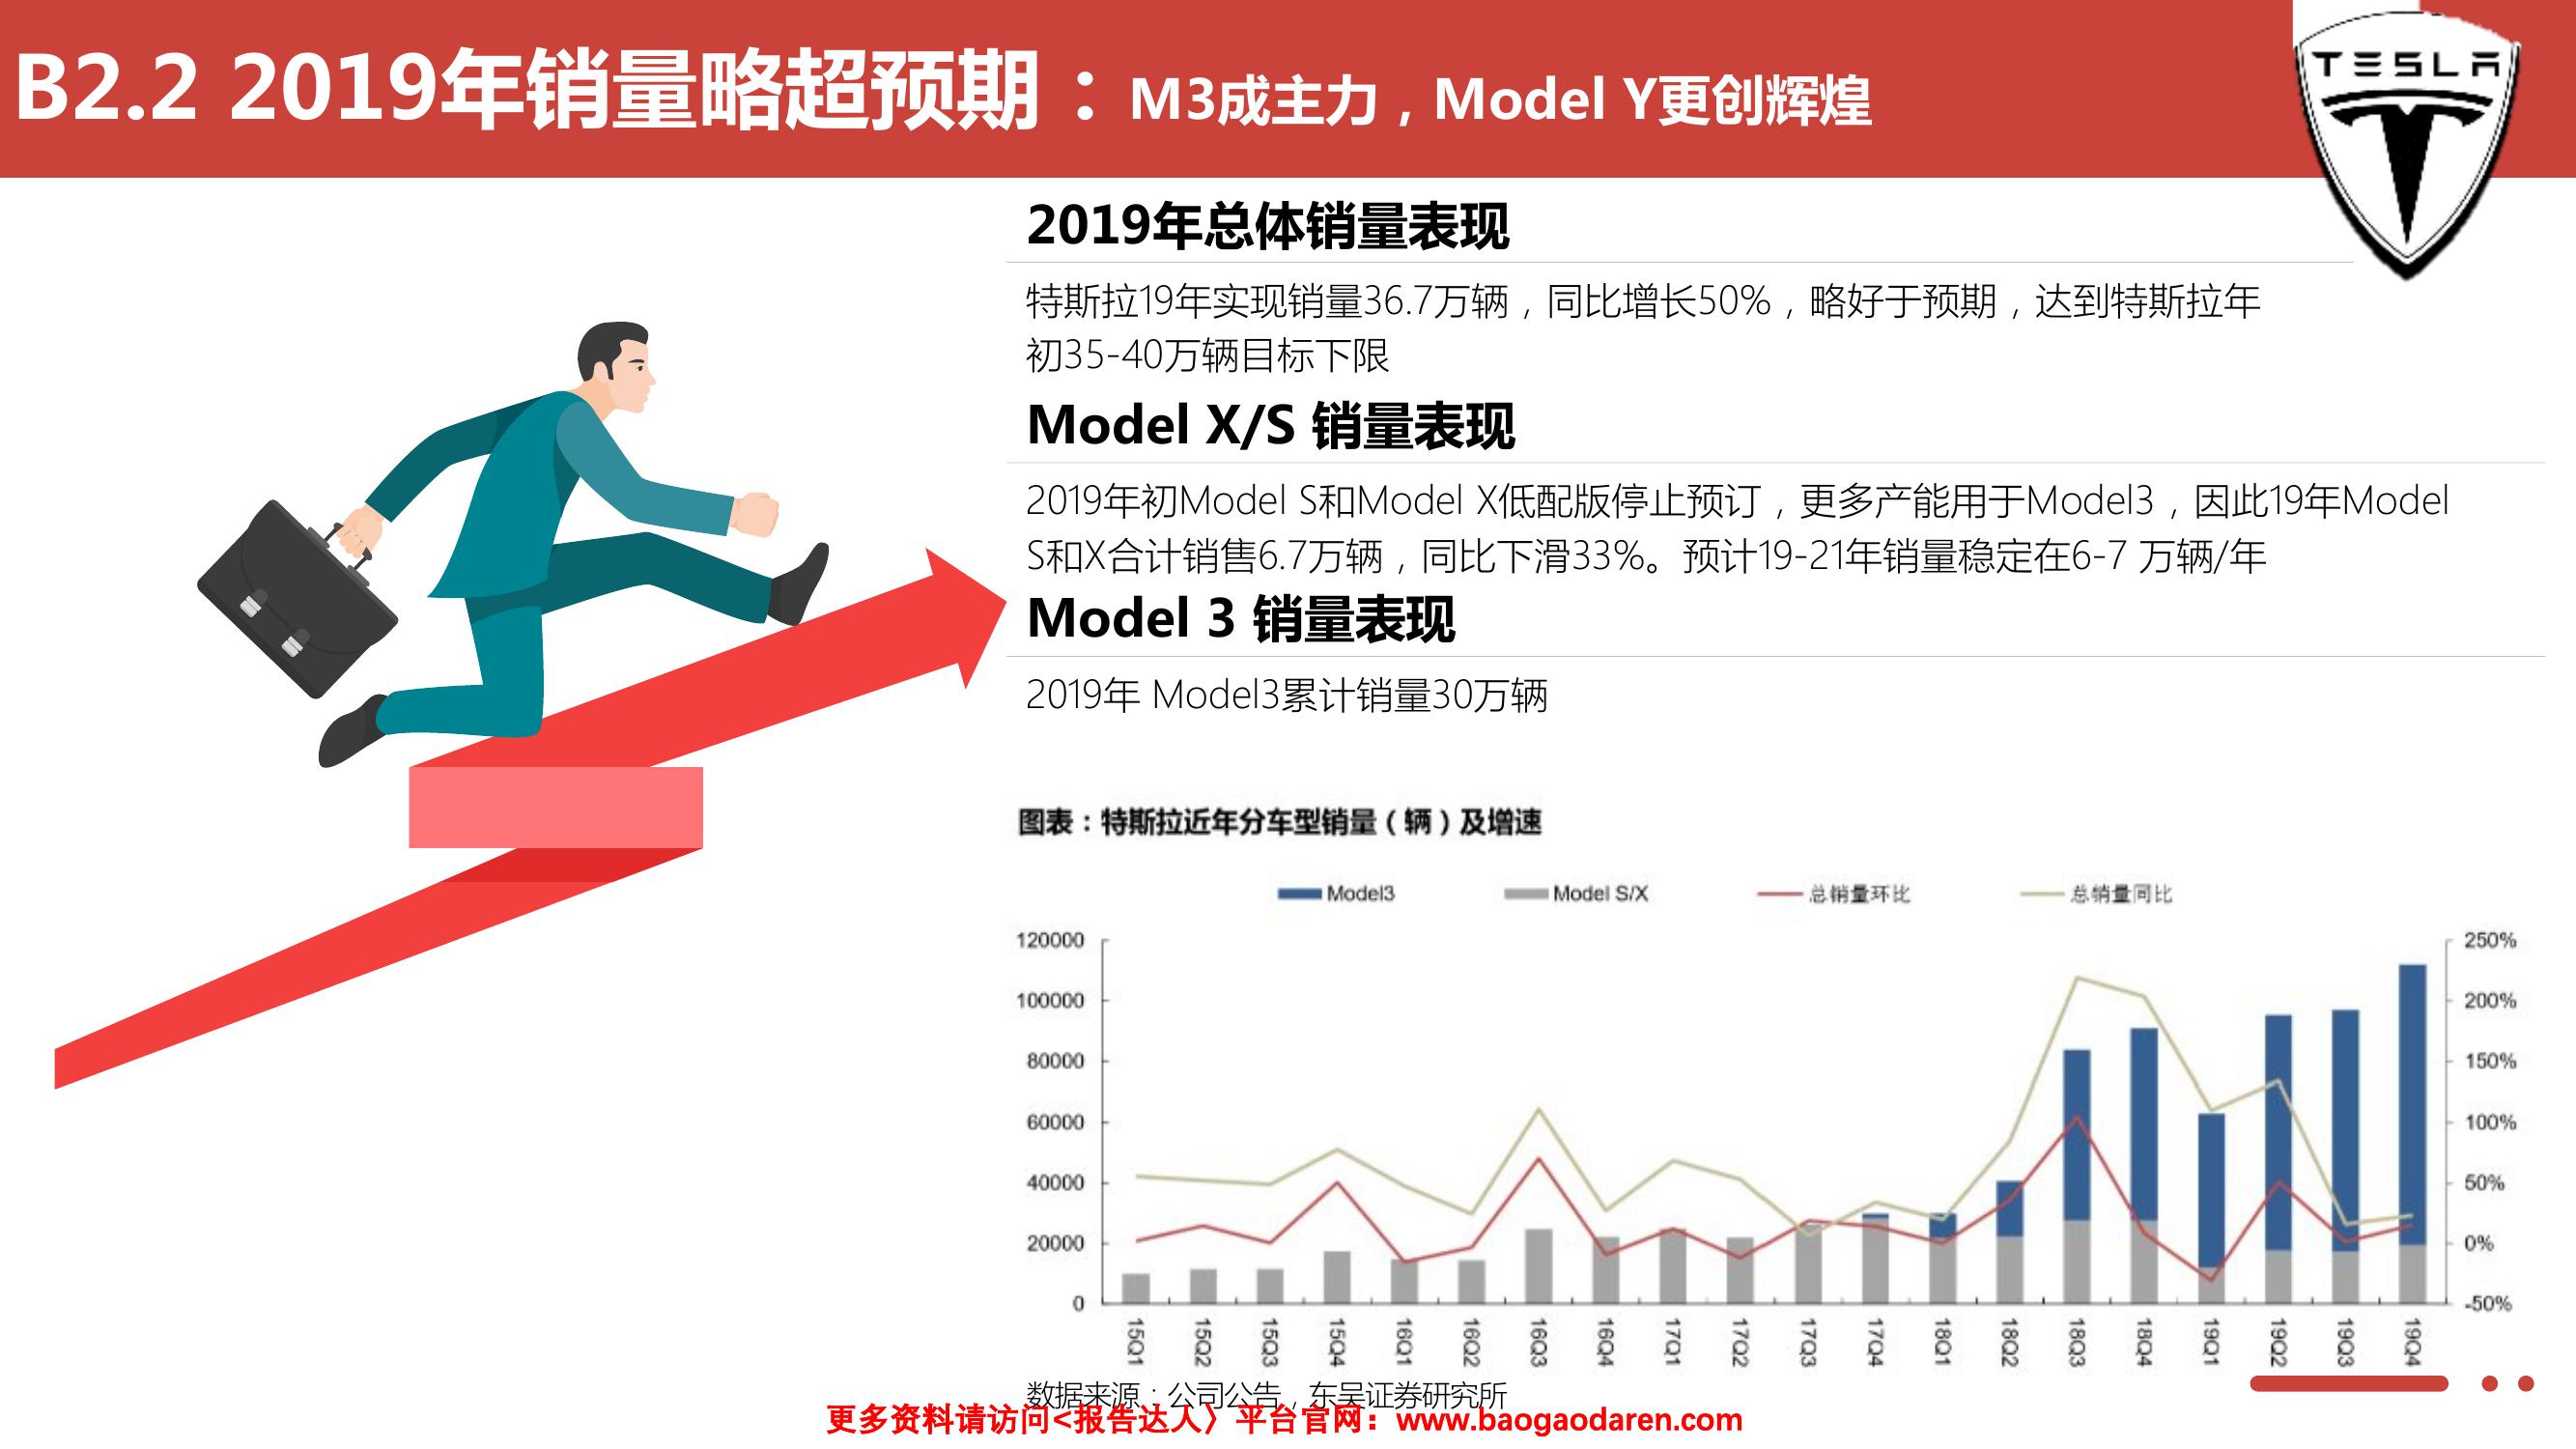 B2.2 2019年销量略超预期：M3成主力，Model Y更创辉煌
TESLA
2019年总体销量表现
特斯拉19年实现销量36.7万辆，同比增长50%，略好于预期，达到特斯拉年
初35-40万辆目标下限
Model X/S 销量表现
2019年初Model S和Model X低配版停止预订，更多产能用于Model3，因此19年Model
S和X合计销售6.7万辆，同比下滑33%。预计19-21年销量稳定在6-7 万辆/年
Model 3 销量表现
2019年 Model3累计销量30万辆
图表：特斯拉近年分车型销量（辆）及增速
Model3 Model S/X 总销量环比 总销量同比
120000 250%
100000 200%
80000 150%
60000 100%
40000 50%
20000 0%
0 -50%
15Q1 15Q2 15Q3 15Q4 16Q1 16Q2 16Q3 16Q4 17Q1 17Q2 17Q3 17Q4 18Q1 18Q2 18Q3 18Q4 19Q1 19Q2 19Q3 19Q4
数据来源：公司公告，东吴证券研究所
更多资料请访问<报告达人〉平台官网：www.baogaodaren.com